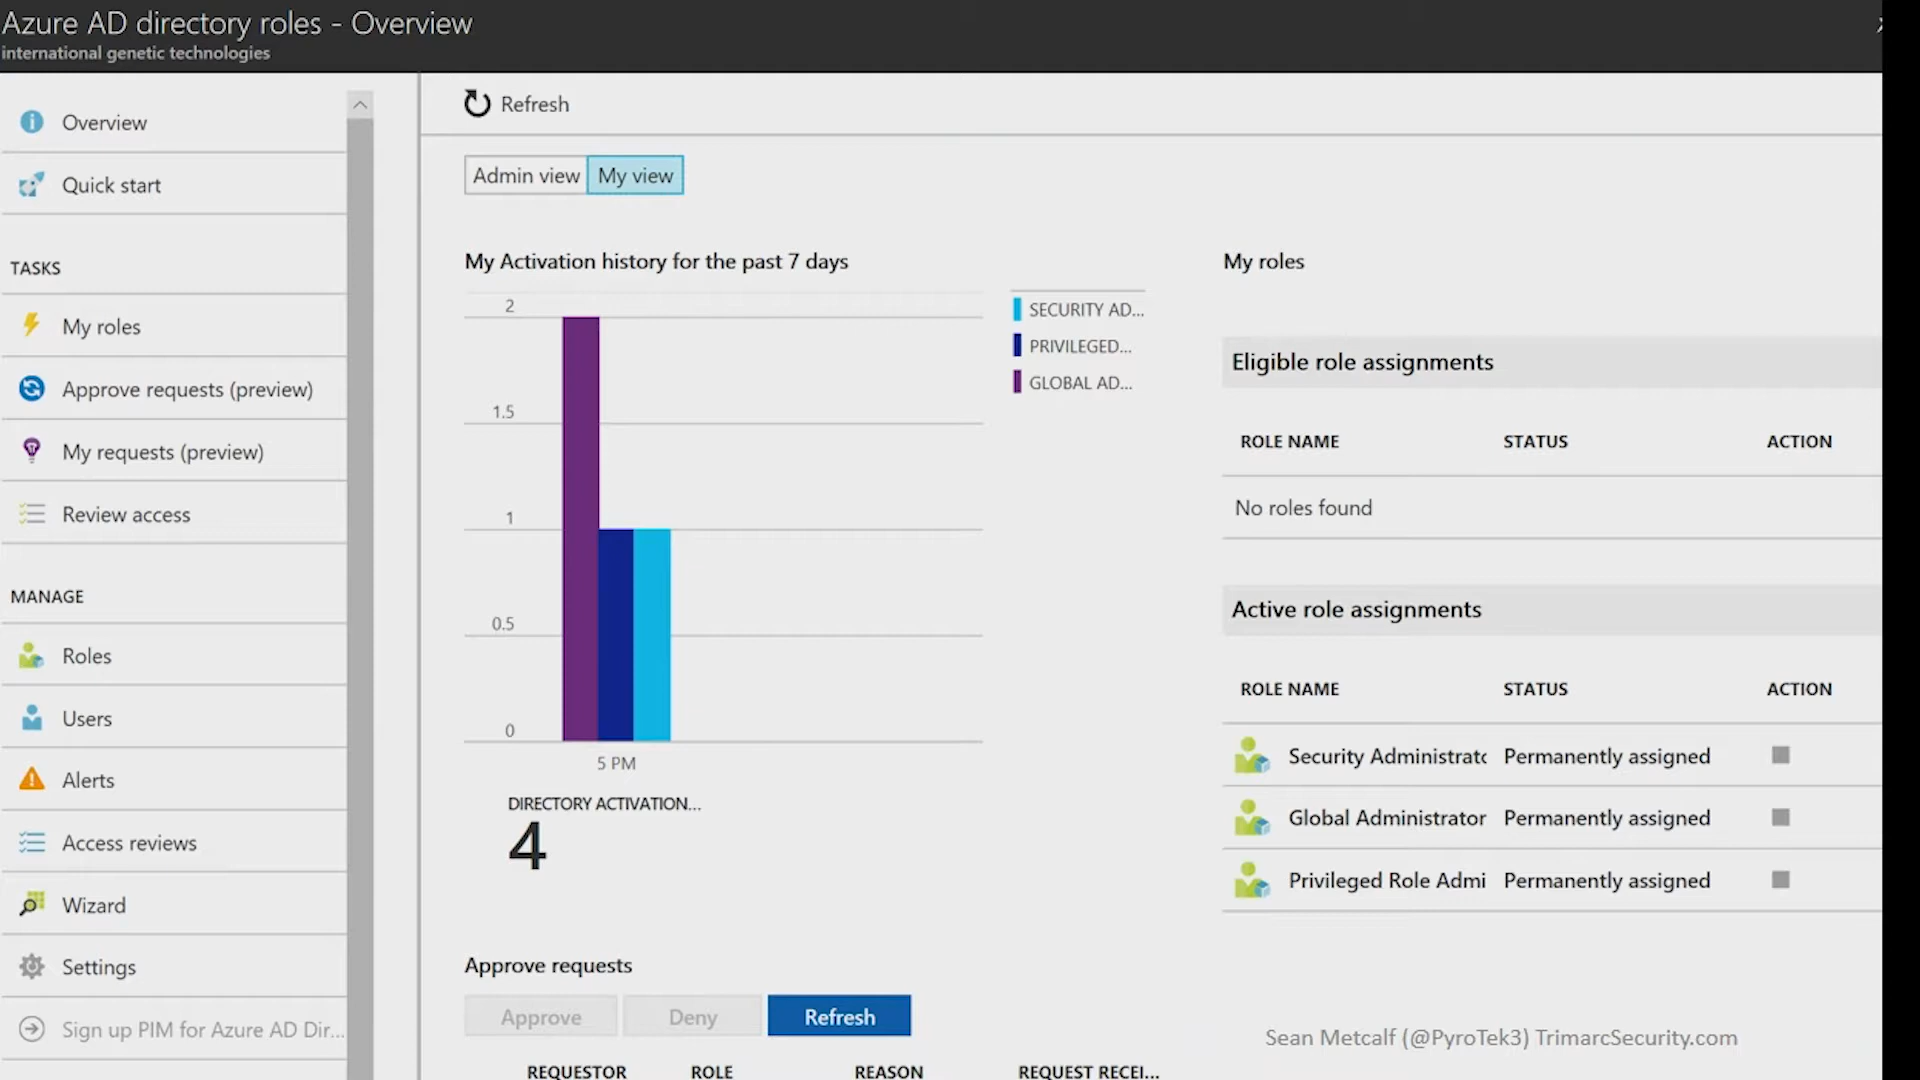 Azure AD directory roles - Overview
international genetic technologies
Overview
Quick start
TASKS
My roles
Approve requests (preview)
My requests (preview)
Review access
MANAGE
Roles
Users
Alerts
Access reviews
Wizard
Settings
Sign up PIM for Azure AD Dir...
Refresh
Admin view
My view
My Activation history for the past 7 days
2
1.5
1
0.5
0
5 PM
SECURITY AD...
PRIVILEGED...
GLOBAL AD...
DIRECTORY ACTIVATION...
4
Approve requests
Approve
Deny
Refresh
REQUESTOR ROLE REASON REQUEST RECEI...
My roles
Eligible role assignments
ROLE NAME STATUS ACTION
No roles found
Active role assignments
ROLE NAME STATUS ACTION
Security Administratc Permanently assigned
Global Administrator Permanently assigned
Privileged Role Admi Permanently assigned
Sean Metcalf (@PyroTek3) TrimarcSecurity.com